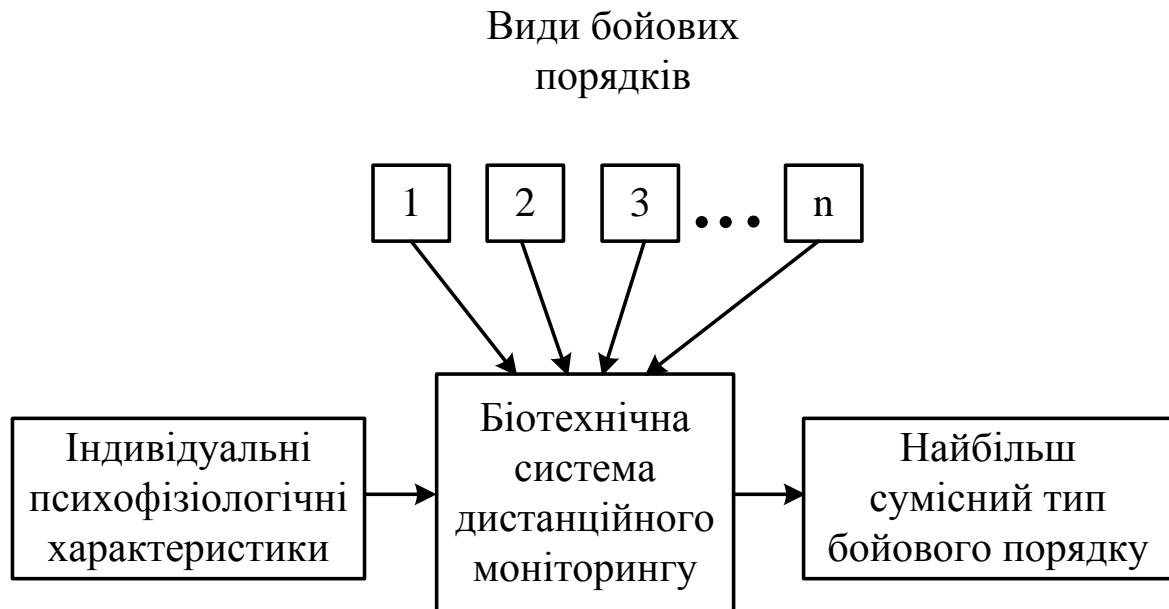 Види бойових
порядків
1 2 3 ... n
Індивідуальні
психофізіологічні
характеристики
Біотехнічна
система
дистанційного
моніторингу
Найбільш
сумісний тип
бойового порядку